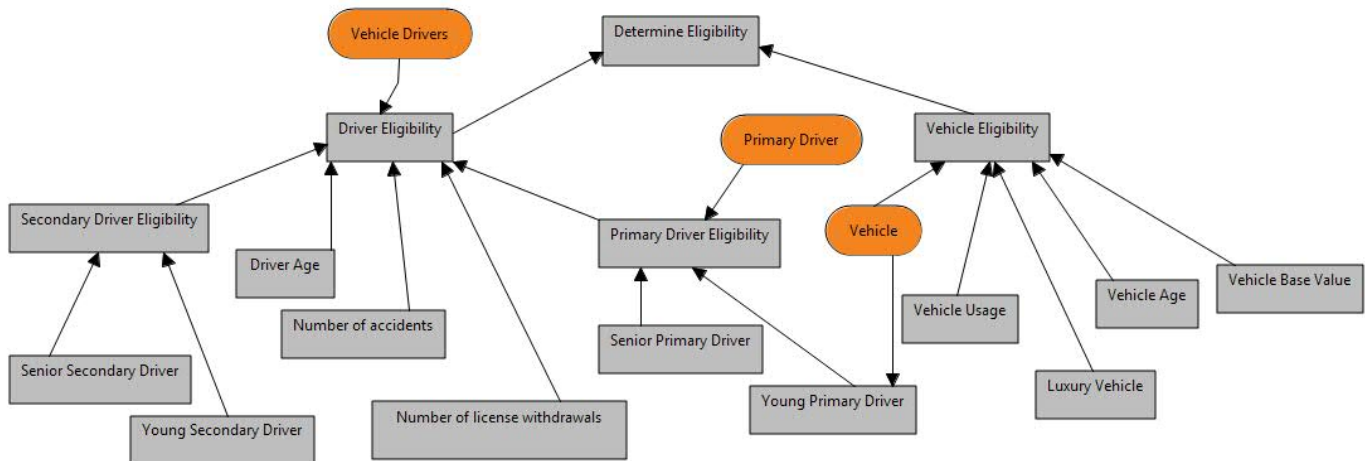 Vehicle Drivers
Determine Eligibility
Driver Eligibility
Primary Driver
Vehicle Eligibility
Secondary Driver Eligibility
Primary Driver Eligibility
Vehicle
Driver Age
Vehicle Base Value
Vehicle Usage
Vehicle Age
Number of accidents
Senior Primary Driver
Senior Secondary Driver
Luxury Vehicle
Young Secondary Driver
Number of license withdrawals
Young Primary Driver